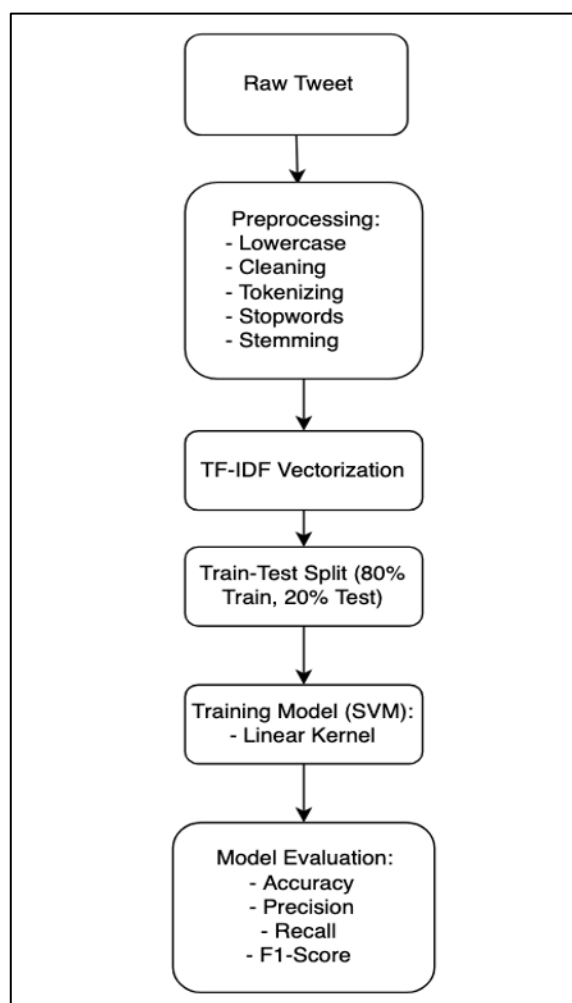 Raw Tweet
Preprocessing:
- Lowercase
- Cleaning
- Tokenizing
- Stopwords
- Stemming
TF-IDF Vectorization
Train-Test Split (80%
Train, 20% Test)
Training Model (SVM):
- Linear Kernel
Model Evaluation:
- Accuracy
- Precision
- Recall
- F1-Score